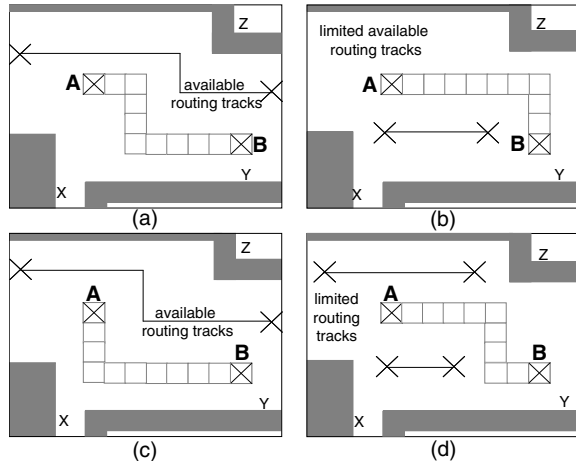 Z
A
available
routing tracks
B
Y
X
(a)
limited available
routing tracks
Z
A
B
Y
X
(b)
Z
A
available
routing tracks
B
Y
X
(c)
Z
limited
routing
tracks
A
B
Y
X
(d)